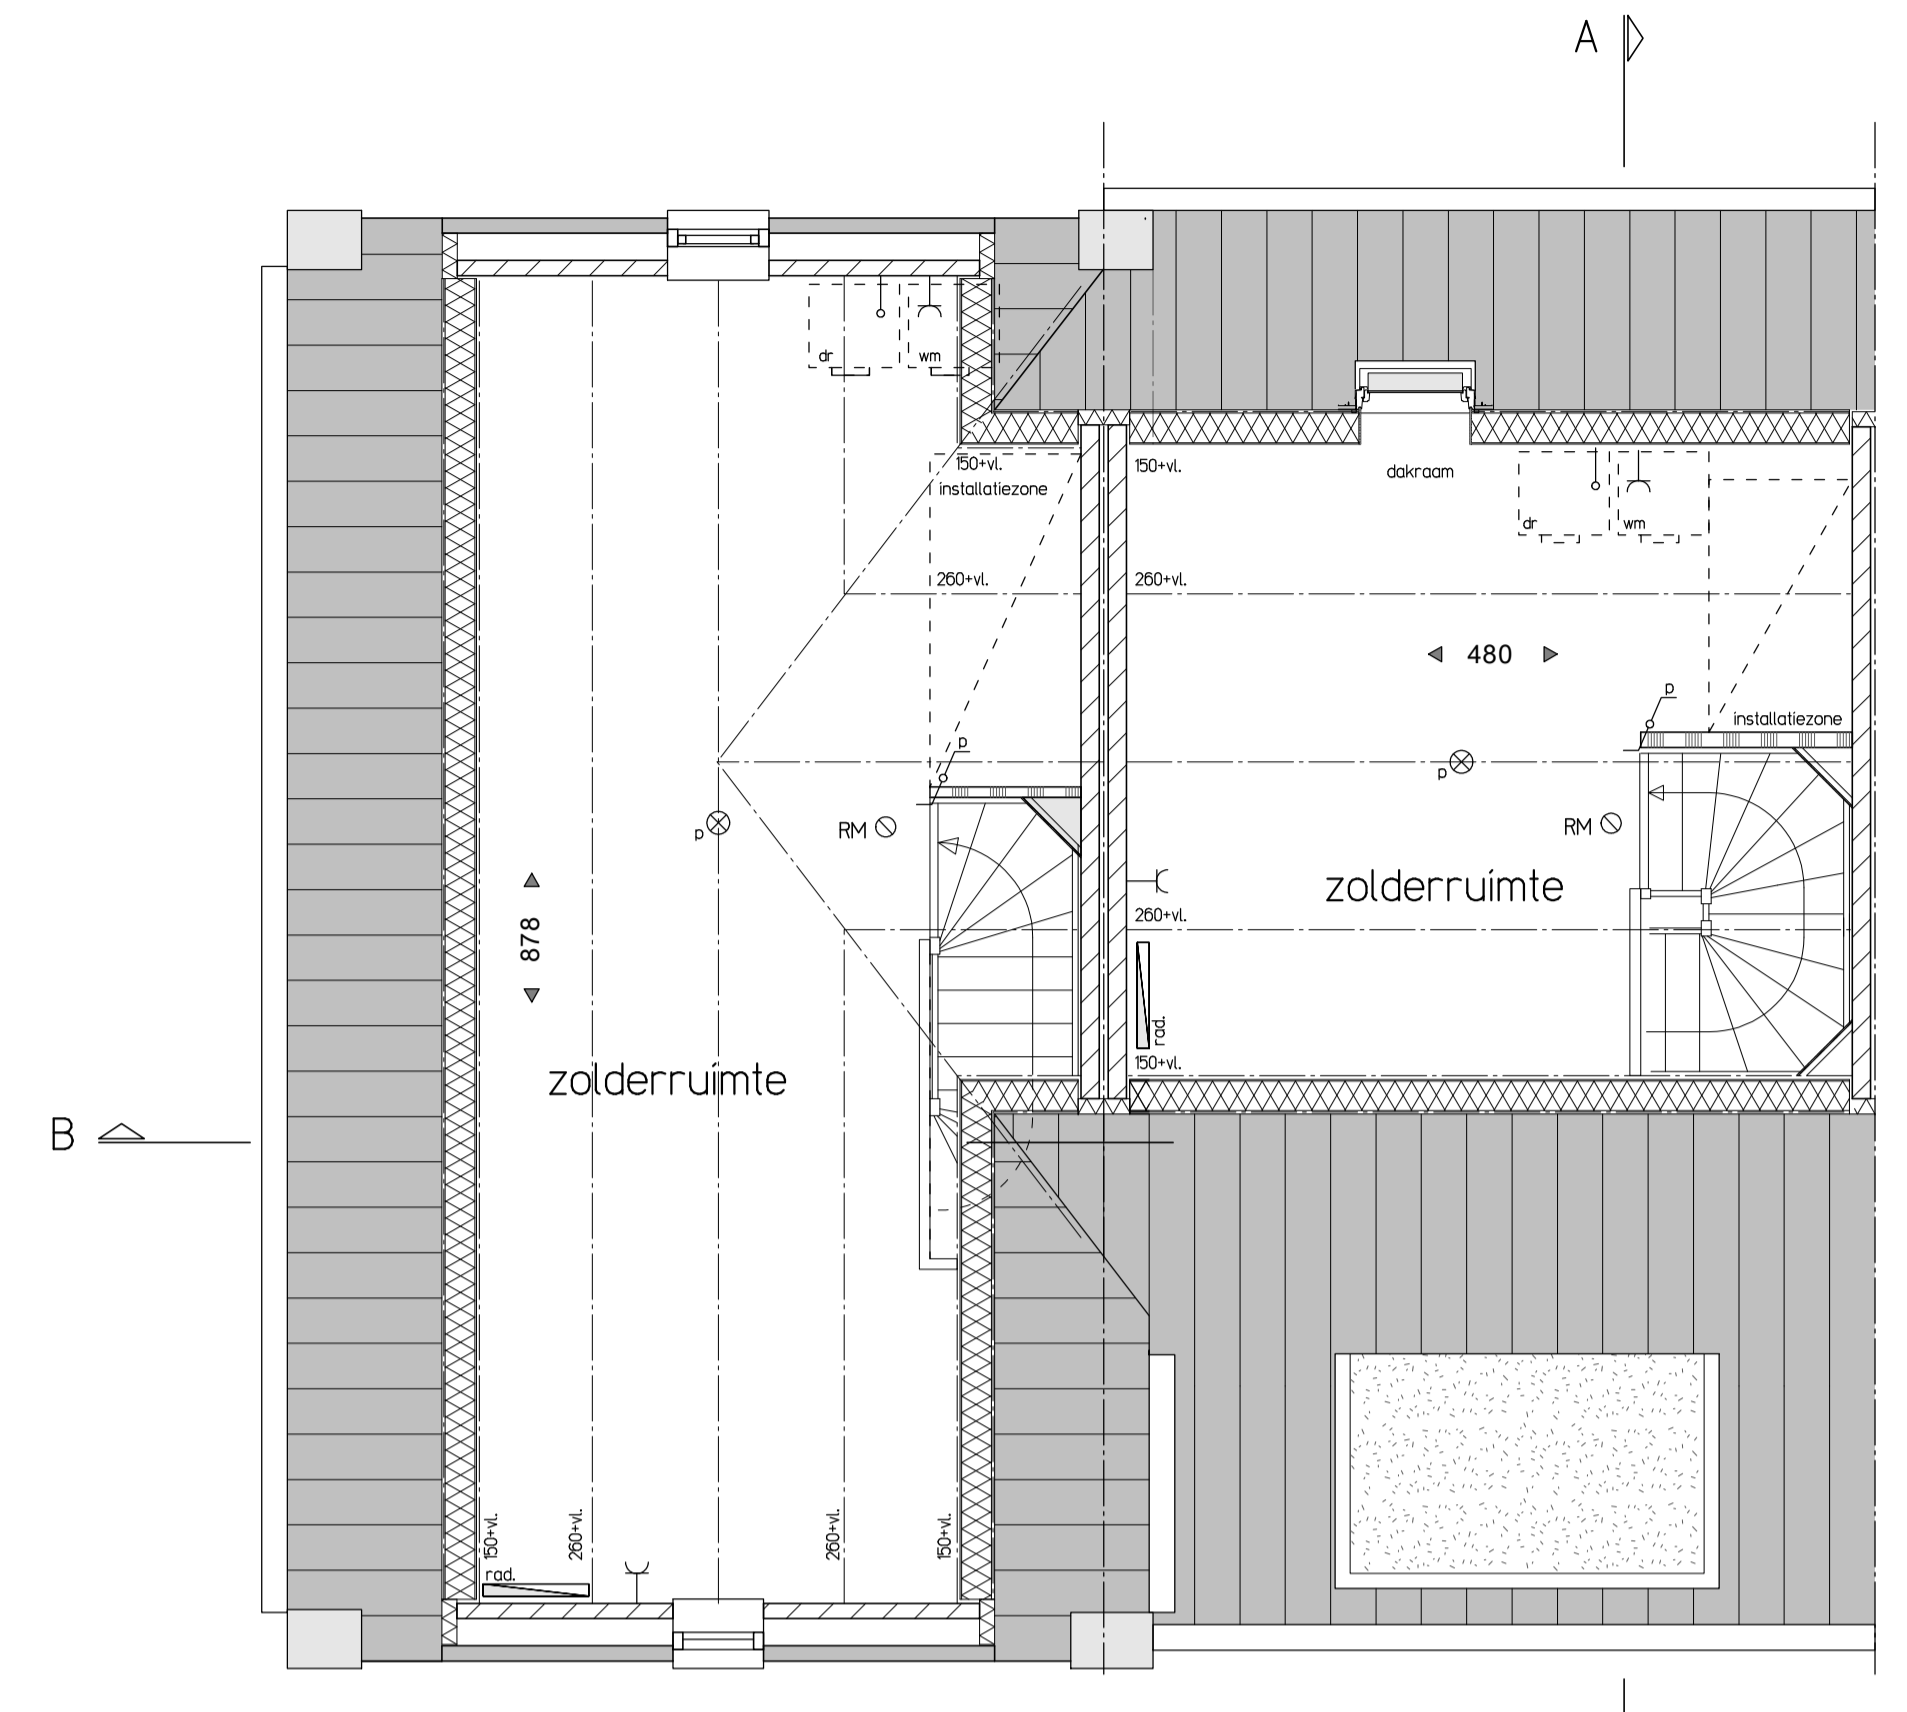 A
dr
wm
150+vl.
installatiezone
150+vl.
dakraam
dr
wm
260+vl.
260+vl.
480
p
installatiezone
p
p
RM
p
RM
zolderruimte
878
260+vl.
rad.
150+vl.
zolderruimte
B
150+vl.
260+vl.
260+vl.
150+vl.
rad.